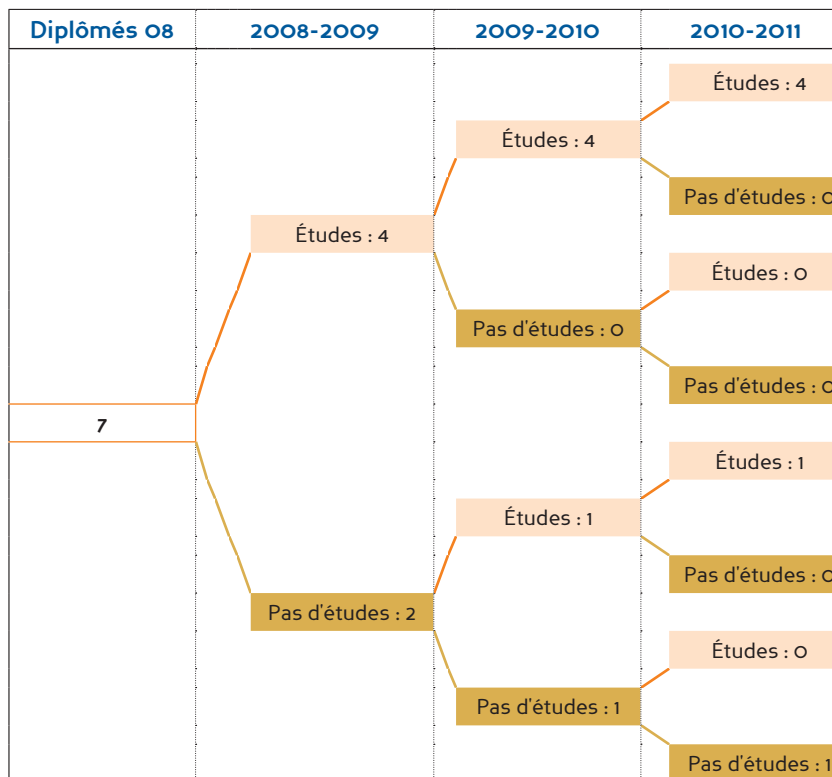 Diplômés 08 2008-2009 2009-2010 2010-2011
Études : 4
Études : 4
Pas d'études : 0
Études : 4
Études : 0
Pas d'études : 0
Pas d'études : 0
7
Études : 1
Études : 1
Pas d'études : 0
Pas d'études : 2
Études : 0
Pas d'études : 1
Pas d'études : 1